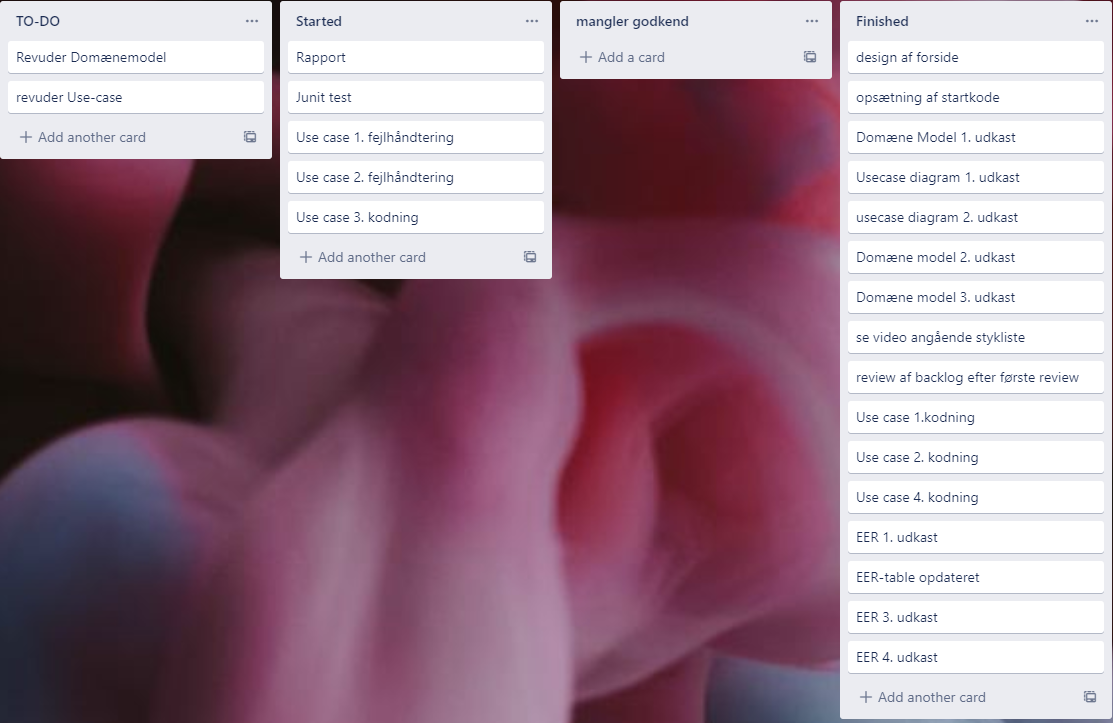 TO-DO
Revuder Domænemodel
revuder Use-case
Add another card
Started
Rapport
Junit test
Use case 1. fejlhåndtering
Use case 2. fejlhåndtering
Use case 3. kodning
Add another card
mangler godkend
Add a card
Finished
design af forside
opsætning af startkode
Domæne Model 1. udkast
Usecase diagram 1. udkast
usecase diagram 2. udkast
Domæne model 2. udkast
Domæne model 3. udkast
se video angående stykliste
review af backlog efter første review
Use case 1.kodning
Use case 2. kodning
Use case 4. kodning
EER 1. udkast
EER-table opdateret
EER 3. udkast
EER 4. udkast
Add another card